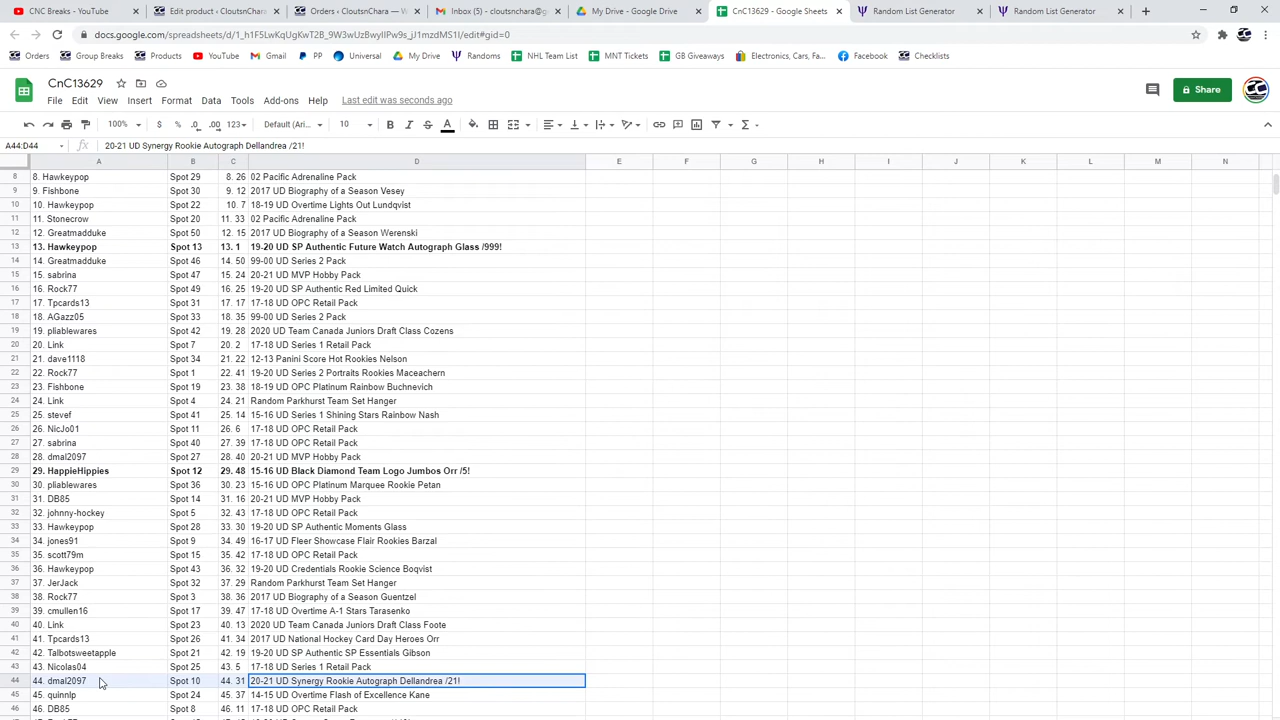 CNC Breaks - YouTube
Edit product ‹ CloutsnChara
Orders ‹ CloutsnChara — W
Inbox (5) - cloutsnchara@g
My Drive - Google Drive
CnC13629 - Google Sheets
Random List Generator
Random List Generator
docs.google.com/spreadsheets/d/1_h1F5LwKqUgKwT2B_9W3wUzBwyIIPw9s_jJ1mzdMS1I/edit#gid=0
Orders Group Breaks Products YouTube Gmail PP Universal My Drive Randoms NHL Team List MNT Tickets GB Giveaways Electronics, Cars, Fa... Facebook Checklists
CnC13629
File Edit View Insert Format Data Tools Add-ons Help Last edit was seconds ago
Share
100% $ % .0 .00 123 Default (Ari... 10 B I S A
A44:D44 fx 20-21 UD Synergy Rookie Autograph Dellandrea /21!
A B C D E F G H I J K L M N
8 8. Hawkeypop Spot 29 8. 26 02 Pacific Adrenaline Pack
9 9. Fishbone Spot 30 9. 12 2017 UD Biography of a Season Vesey
10 10. Hawkeypop Spot 22 10. 7 18-19 UD Overtime Lights Out Lundqvist
11 11. Stonecrow Spot 20 11. 33 02 Pacific Adrenaline Pack
12 12. Greatmadduke Spot 50 12. 15 2017 UD Biography of a Season Werenski
13 13. Hawkeypop Spot 13 13. 1 19-20 UD SP Authentic Future Watch Autograph Glass /999!
14 14. Greatmadduke Spot 46 14. 50 99-00 UD Series 2 Pack
15 15. sabrina Spot 47 15. 24 20-21 UD MVP Hobby Pack
16 16. Rock77 Spot 49 16. 25 19-20 UD SP Authentic Red Limited Quick
17 17. Tpcards13 Spot 31 17. 17 17-18 UD OPC Retail Pack
18 18. AGazz05 Spot 33 18. 35 99-00 UD Series 2 Pack
19 19. pliablewares Spot 42 19. 28 2020 UD Team Canada Juniors Draft Class Cozens
20 20. Link Spot 7 20. 2 17-18 UD Series 1 Retail Pack
21 21. dave1118 Spot 34 21. 22 12-13 Panini Score Hot Rookies Nelson
22 22. Rock77 Spot 1 22. 41 19-20 UD Series 2 Portraits Rookies Maceachern
23 23. Fishbone Spot 19 23. 38 18-19 UD OPC Platinum Rainbow Buchnevich
24 24. Link Spot 4 24. 21 Random Parkhurst Team Set Hanger
25 25. stevef Spot 41 25. 14 15-16 UD Series 1 Shining Stars Rainbow Nash
26 26. NicJo01 Spot 11 26. 6 17-18 UD OPC Retail Pack
27 27. sabrina Spot 40 27. 39 17-18 UD OPC Retail Pack
28 28. dmal2097 Spot 27 28. 40 20-21 UD MVP Hobby Pack
29 29. HappieHippies Spot 12 29. 48 15-16 UD Black Diamond Team Logo Jumbos Orr /5!
30 30. pliablewares Spot 36 30. 23 15-16 UD OPC Platinum Marquee Rookie Petan
31 31. DB85 Spot 14 31. 16 20-21 UD MVP Hobby Pack
32 32. johnny-hockey Spot 5 32. 43 17-18 UD OPC Retail Pack
33 33. Hawkeypop Spot 28 33. 30 19-20 UD SP Authentic Moments Glass
34 34. jones91 Spot 9 34. 49 16-17 UD Fleer Showcase Flair Rookies Barzal
35 35. scott79m Spot 15 35. 42 17-18 UD OPC Retail Pack
36 36. Hawkeypop Spot 43 36. 32 19-20 UD Credentials Rookie Science Boqvist
37 37. JerJack Spot 32 37. 29 Random Parkhurst Team Set Hanger
38 38. Rock77 Spot 3 38. 36 2017 UD Biography of a Season Guentzel
39 39. cmullen16 Spot 17 39. 47 17-18 UD Overtime A-1 Stars Tarasenko
40 40. Link Spot 23 40. 13 2020 UD Team Canada Juniors Draft Class Foote
41 41. Tpcards13 Spot 26 41. 34 2017 UD National Hockey Card Day Heroes Orr
42 42. Talbotsweetapple Spot 21 42. 19 19-20 UD SP Authentic SP Essentials Gibson
43 43. Nicolas04 Spot 25 43. 5 17-18 UD Series 1 Retail Pack
44 44. dmal2097 Spot 10 44. 31 20-21 UD Synergy Rookie Autograph Dellandrea /21!
45 45. quinnlp Spot 24 45. 37 14-15 UD Overtime Flash of Excellence Kane
46 46. DB85 Spot 8 46. 11 17-18 UD OPC Retail Pack